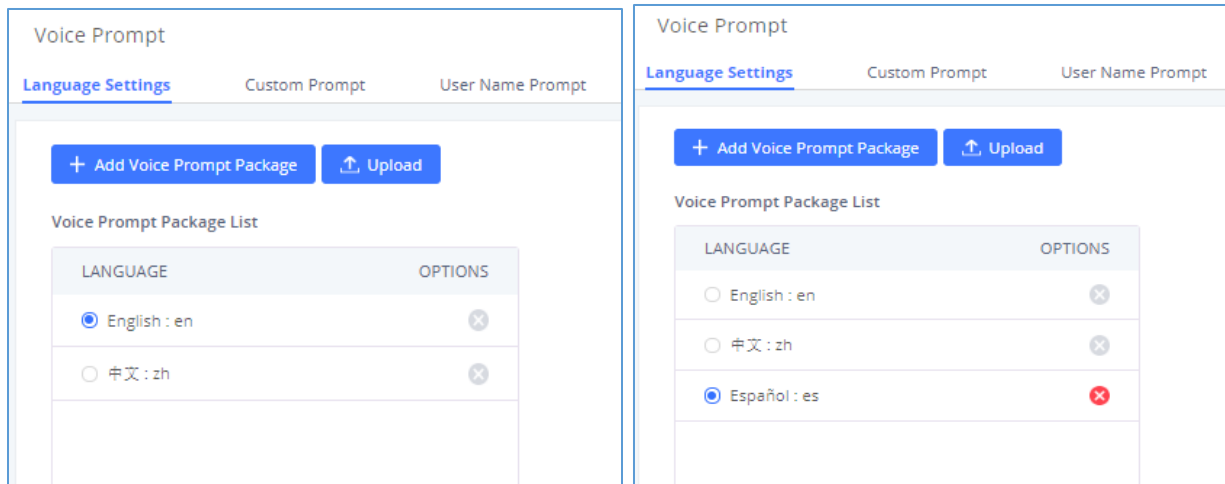 Voice Prompt
Language Settings Custom Prompt User Name Prompt
+ Add Voice Prompt Package Upload
Voice Prompt Package List
LANGUAGE OPTIONS
English : en
中文 : zh
Voice Prompt
Language Settings Custom Prompt User Name Prompt
+ Add Voice Prompt Package Upload
Voice Prompt Package List
LANGUAGE OPTIONS
English : en
中文 : zh
Español : es